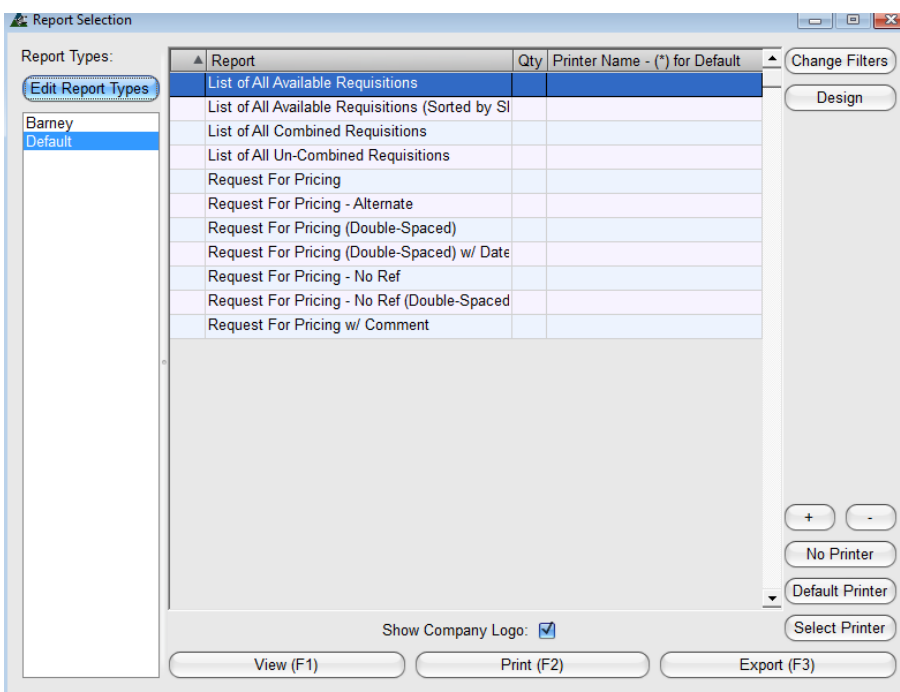 Report Selection
Report Types:
Edit Report Types
Barney
Default
Report Qty Printer Name - (*) for Default
List of All Available Requisitions
List of All Available Requisitions (Sorted by
List of All Combined Requisitions
List of All Un-Combined Requisitions
Request For Pricing
Request For Pricing - Alternate
Request For Pricing (Double-Spaced)
Request For Pricing (Double-Spaced) w/ Date
Request For Pricing - No Ref
Request For Pricing - No Ref (Double-Spaced
Request For Pricing w/ Comment
Change Filters
Design
+ -
No Printer
Default Printer
Select Printer
Show Company Logo:
View (F1) Print (F2) Export (F3)